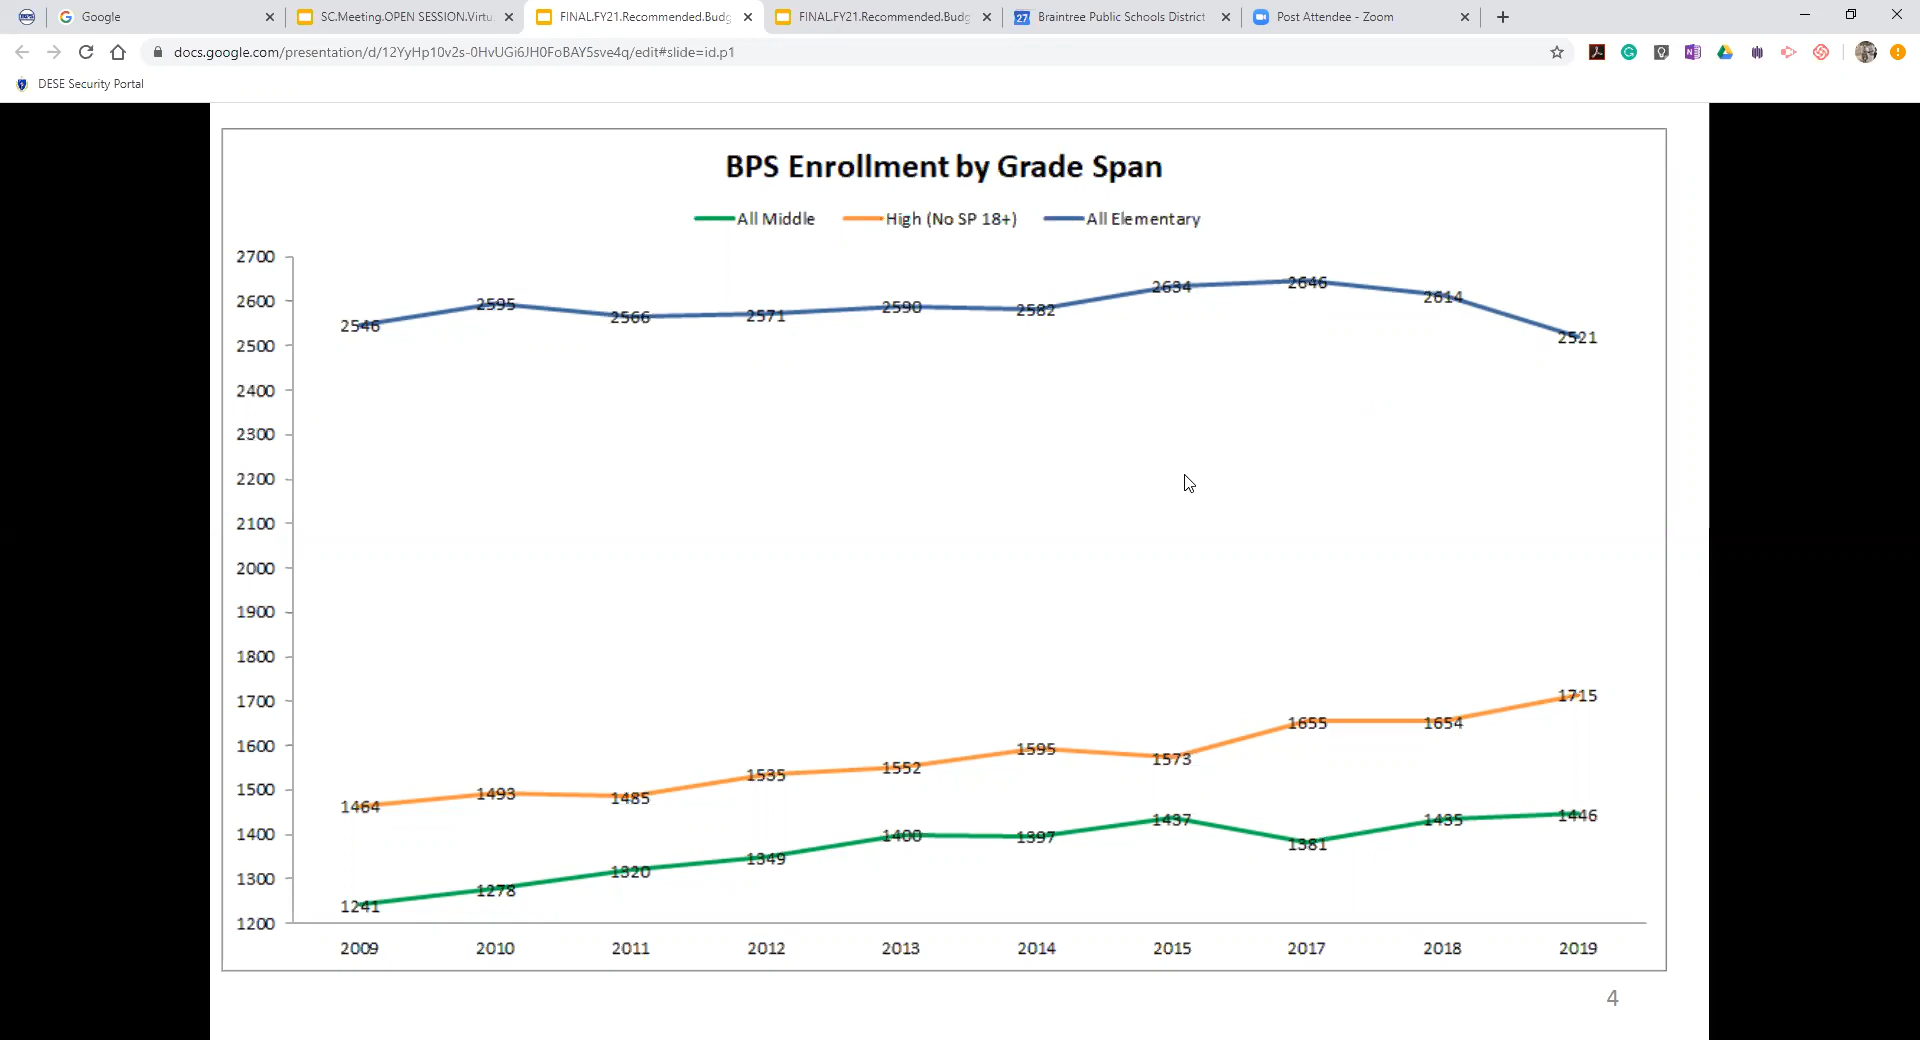 Google
SC.Meeting.OPEN SESSION.Virtu
FINAL.FY21.Recommended.Budg
FINAL.FY21.Recommended.Budg
27
Braintree Public Schools District
Post Attendee - Zoom
docs.google.com/presentation/d/12YyHp10v2s-0HvUGi6JH0FoBAY5sve4q/edit#slide=id.p1
DESE Security Portal
BPS Enrollment by Grade Span
All Middle High (No SP 18+) All Elementary
2700
2600
2500
2400
2300
2200
2100
2000
1900
1800
1700
1600
1500
1400
1300
1200
2546 2595 2566 2571 2590 2582 2634 2646 2614 2521
1464 1493 1485 1535 1552 1595 1573 1655 1654 1715
1241 1278 1320 1349 1400 1397 1437 1381 1435 1446
2009 2010 2011 2012 2013 2014 2015 2017 2018 2019
4